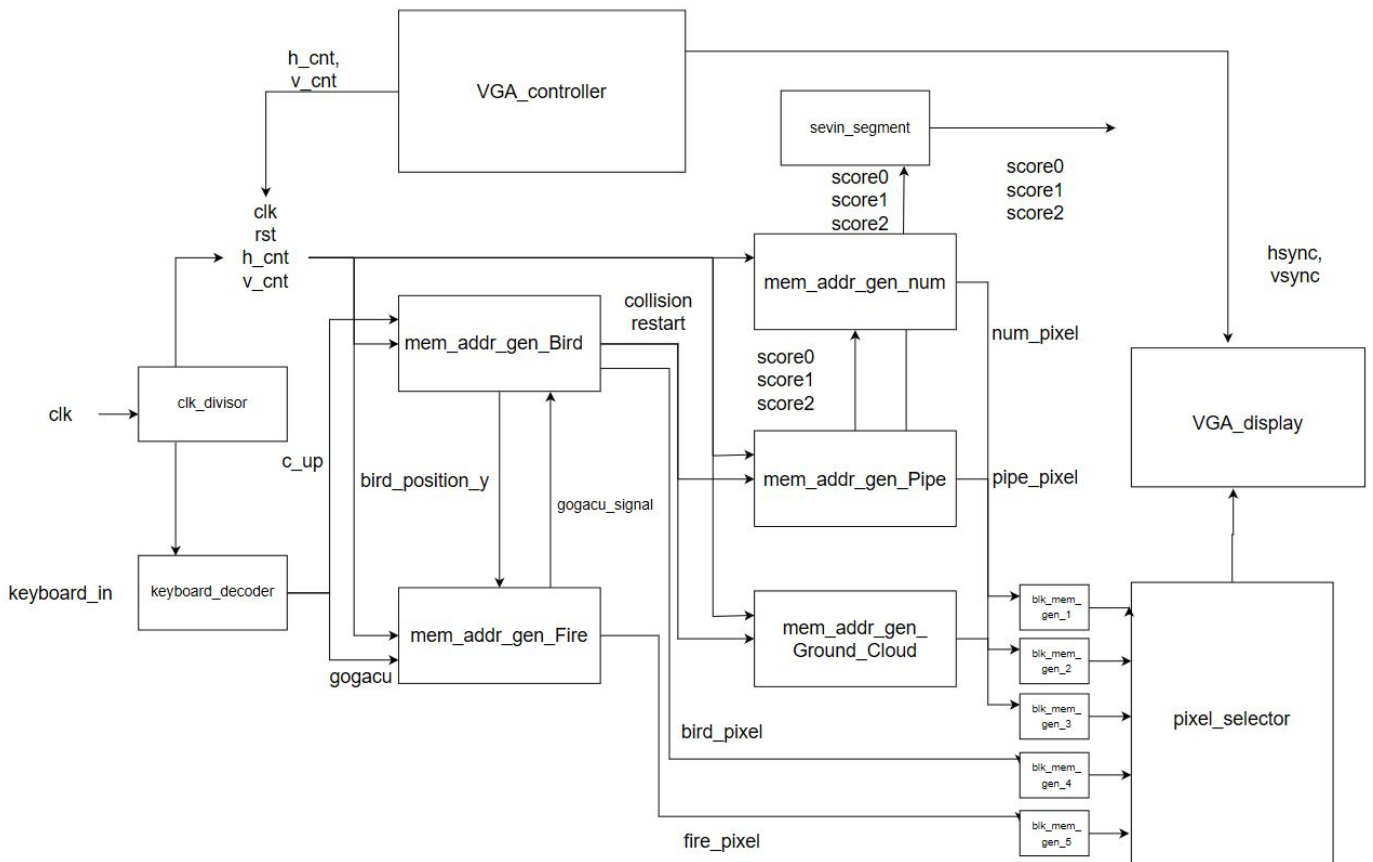 h_cnt,
v_cnt
VGA_controller
sevin_segment
score0
score1
score2
score0
score1
score2
clk
rst
h_cnt
v_cnt
hsync,
vsync
collision
restart
mem_addr_gen_num
mem_addr_gen_Bird
num_pixel
score0
score1
score2
clk
clk_divisor
VGA_display
c_up
bird_position_y
gogacu_signal
mem_addr_gen_Pipe
pipe_pixel
keyboard_in
keyboard_decoder
mem_addr_gen_Fire
gogacu
mem_addr_gen_
Ground_Cloud
blk_mem_
gen_1
blk_mem_
gen_2
blk_mem_
gen_3
pixel_selector
bird_pixel
blk_mem_
gen_4
fire_pixel
blk_mem_
gen_5